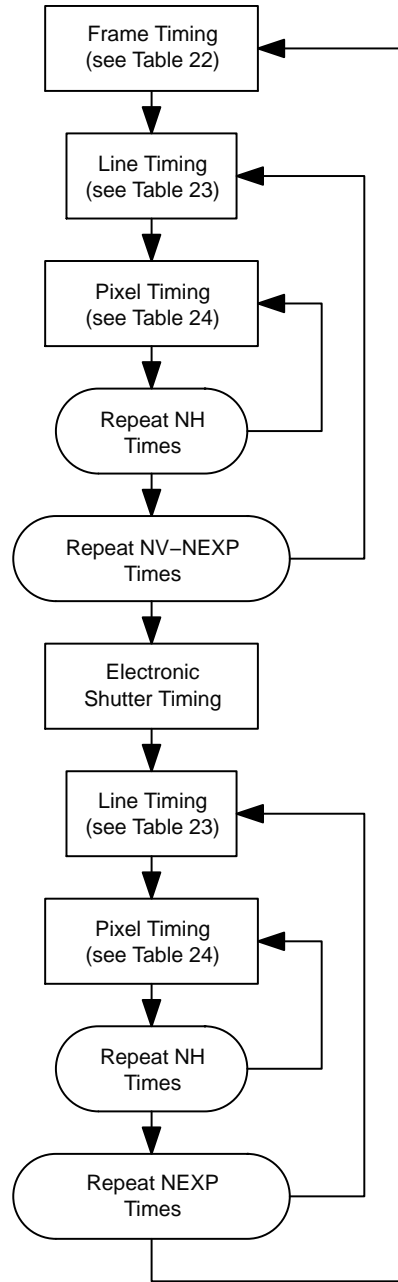 Frame Timing
(see Table 22)
Line Timing
(see Table 23)
Pixel Timing
(see Table 24)
Repeat NH
Times
Repeat NV−NEXP
Times
Electronic
Shutter Timing
Line Timing
(see Table 23)
Pixel Timing
(see Table 24)
Repeat NH
Times
Repeat NEXP
Times